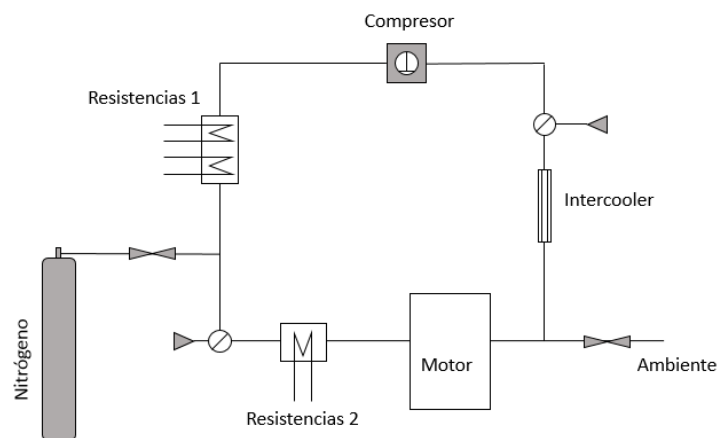 Compresor
Resistencias 1
Intercooler
Nitrógeno
Motor
Ambiente
Resistencias 2